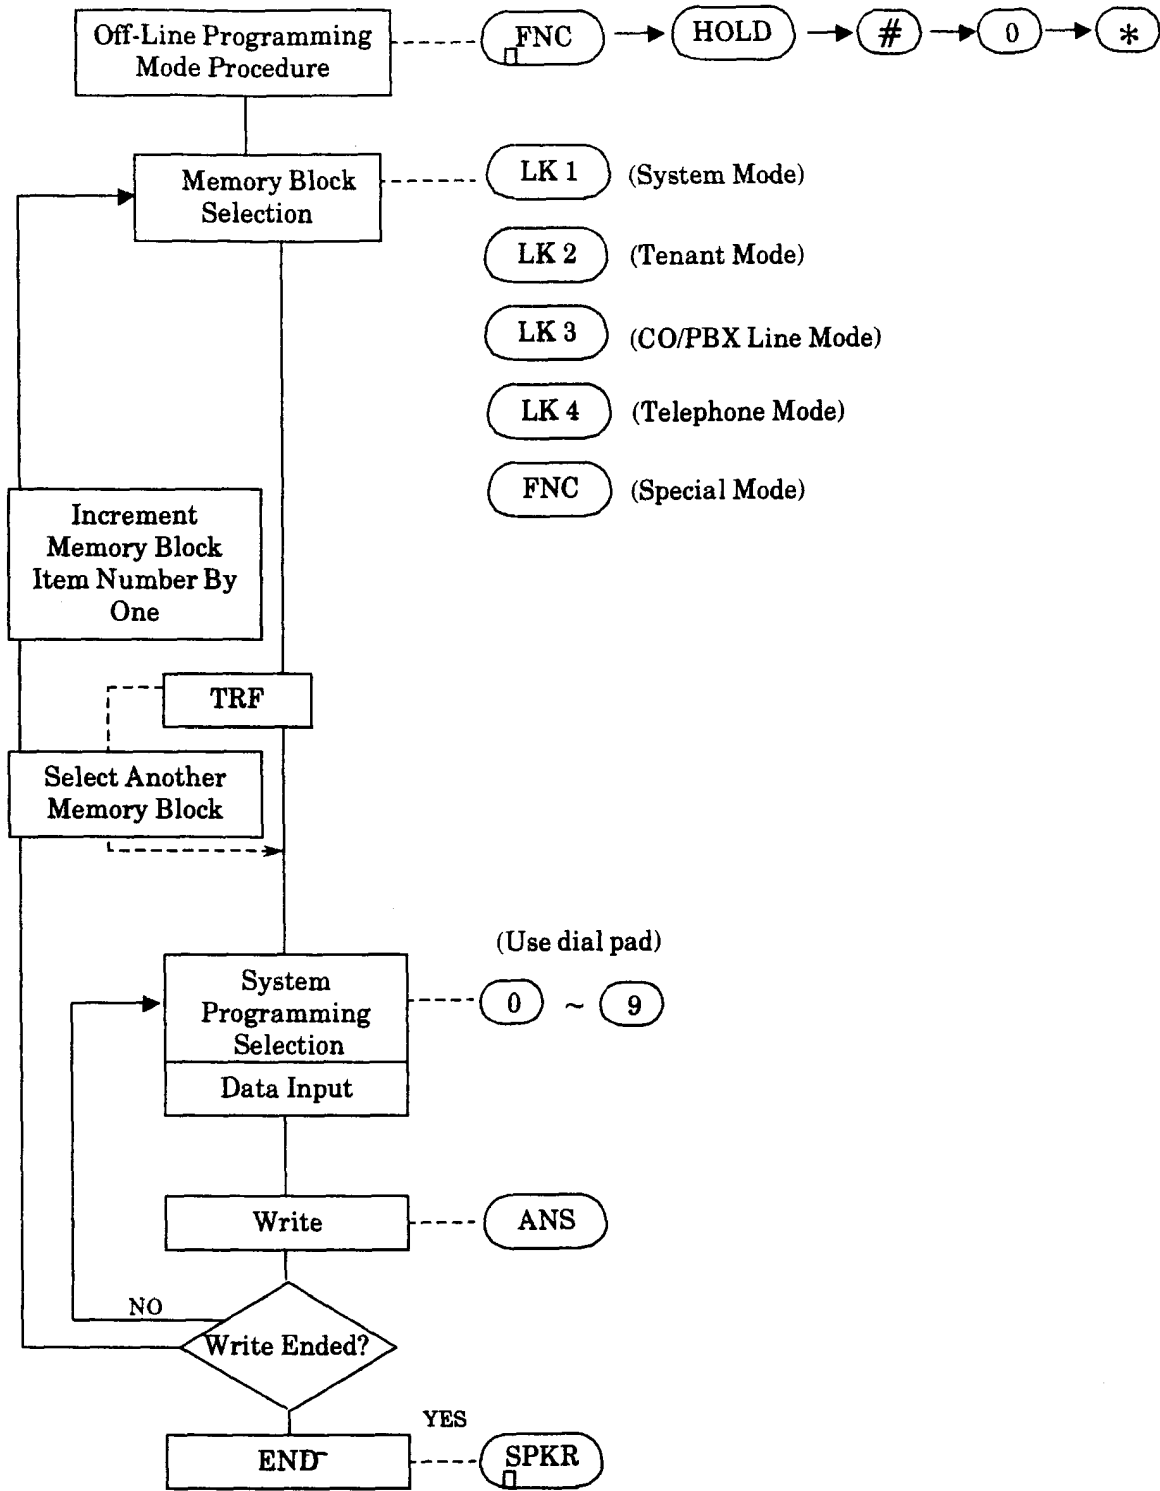 Off-Line Programming
Mode Procedure
FNC
HOLD
#
0
*
Memory Block
Selection
LK 1
(System Mode)
LK 2
(Tenant Mode)
LK 3
(CO/PBX Line Mode)
LK 4
(Telephone Mode)
FNC
(Special Mode)
Increment
Memory Block
Item Number By
One
TRF
Select Another
Memory Block
(Use dial pad)
System
Programming
Selection
0 ~ 9
Data Input
Write
ANS
NO
Write Ended?
YES
END
SPKR